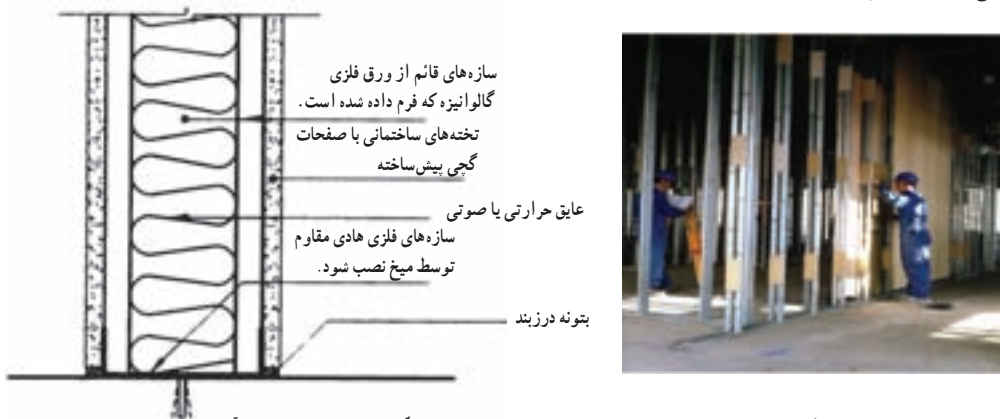 سازه‌های قائم از ورق فلزی
گالوانیزه که فرم داده شده است.
تخته‌های ساختمانی با صفحات
گچی پیش‌ساخته
عایق حرارتی یا صوتی
سازه‌های فلزی هادی مقاوم
توسط میخ نصب شود.
بتونه درزبند